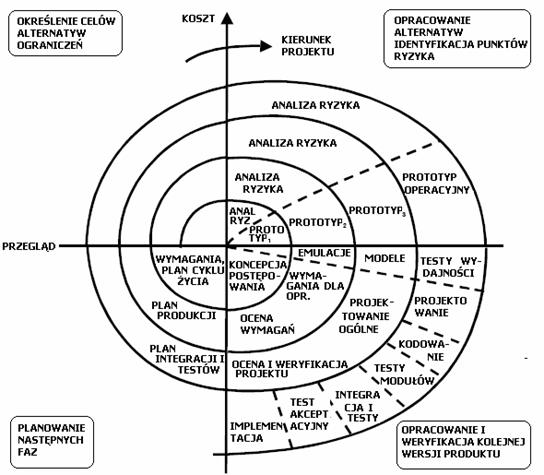 OKREŚLENIE CELÓW
ALTERNATYW
OGRANICZEŃ
KOSZT
KIERUNEK
PROJEKTU
OPRACOWANIE
ALTERNATYW
IDENTYFIKACJA PUNKTÓW
RYZYKA
ANALIZA RYZYKA
ANALIZA RYZYKA
ANALIZA
RYZYKA
ANAL
RYZ
PROTO
TYP1
PROTOTYP2
PROTOTYP3
PROTOTYP
OPERACYJNY
PRZEGLĄD
WYMAGANIA,
PLAN CYKLU
ŻYCIA
KONCEPCJA
POSTĘPO-
WANIA
EMULACJE
MODELE
TESTY WY-
DAJNOŚCI
WYMA-
GANIA DLA
OPR.
PLAN
PRODUKCJI
OCENA
WYMAGAŃ
PROJEK-
TOWANIE
OGÓLNE
PROJEKTO
WANIE
KODOWA-
NIE
PLAN
INTEGRACJI I
TESTÓW
OCENA I WERYFIKACJA
PROJEKTU
TESTY
MODUŁÓW
INTEGRA
CJA I
TESTY
TEST
AKCEPT
ACYJNY
IMPLEMEN
TACJA
PLANOWANIE
NASTĘPNYCH
FAZ
OPRACOWANIE I
WERYFIKACJA KOLEJNEJ
WERSJI PRODUKTU